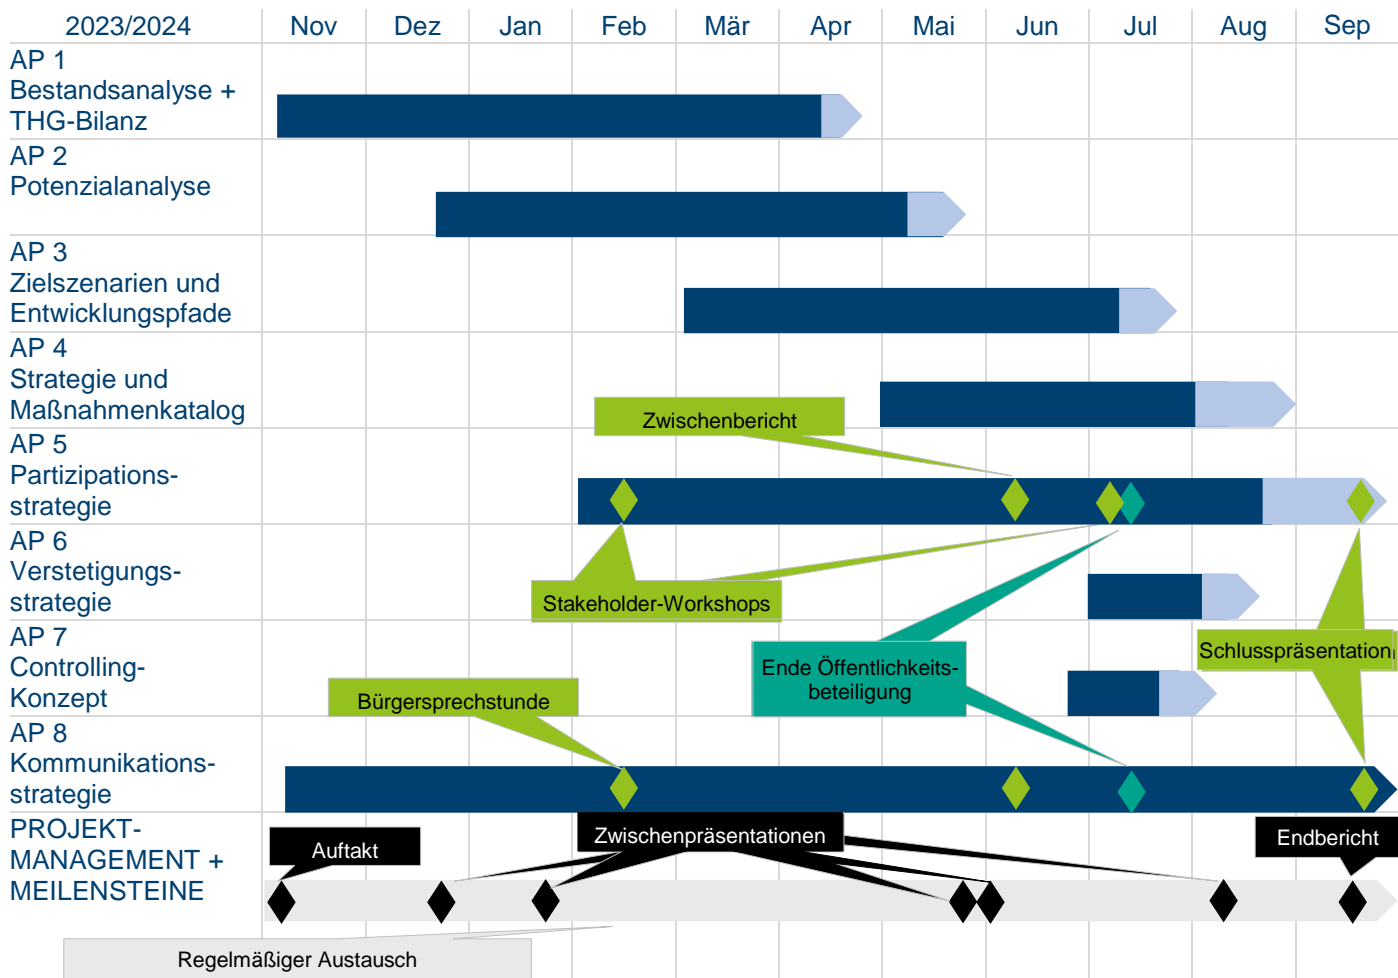 2023/2024 Nov Dez Jan Feb Mär Apr Mai Jun Jul Aug Sep
AP 1
Bestandsanalyse +
THG-Bilanz
AP 2
Potenzialanalyse
AP 3
Zielszenarien und
Entwicklungspfade
AP 4
Strategie und
Maßnahmenkatalog
Zwischenbericht
AP 5
Partizipations-
strategie
AP 6
Verstetigungs-
strategie
Stakeholder-Workshops
AP 7
Controlling-
Konzept
Ende Öffentlichkeits-
beteiligung
Schlusspräsentation
Bürgersprechstunde
AP 8
Kommunikations-
strategie
PROJEKT-
MANAGEMENT +
MEILENSTEINE
Auftakt
Zwischenpräsentationen
Endbericht
Regelmäßiger Austausch